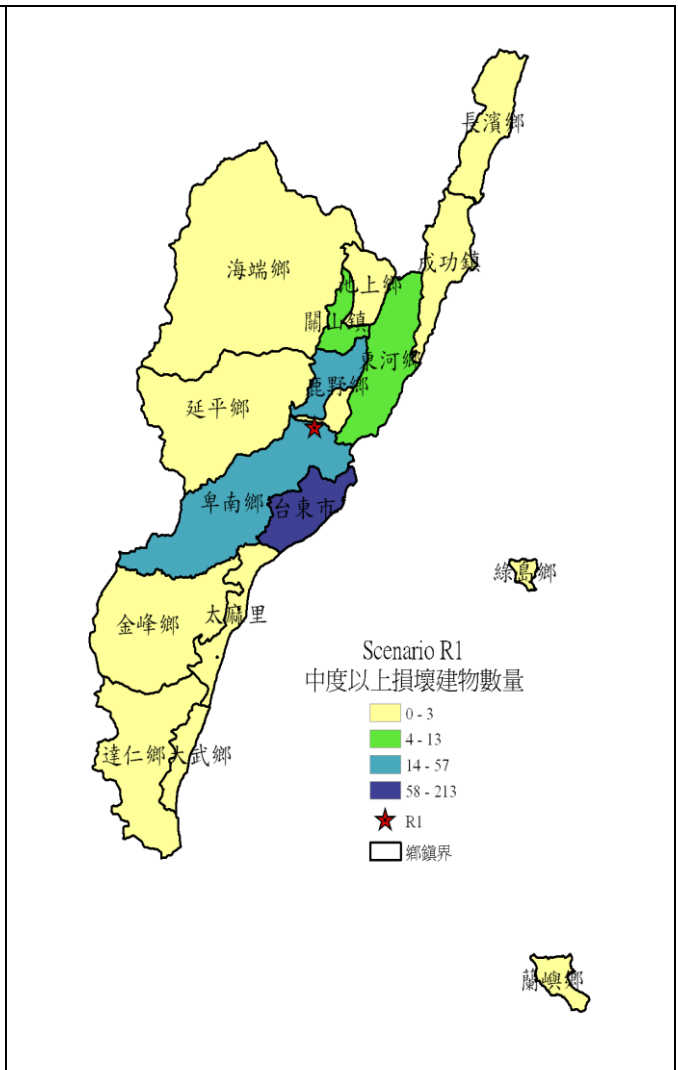 長濱鄉
成功鎮
海端鄉
池上鄉
關山鎮
東河鄉
鹿野鄉
延平鄉
卑南鄉
台東市
綠島鄉
太麻里
金峰鄉
達仁鄉
大武鄉
蘭嶼鄉
Scenario R1
中度以上損壞建物數量
0 - 3
4 - 13
14 - 57
58 - 213
R1
鄉鎮界